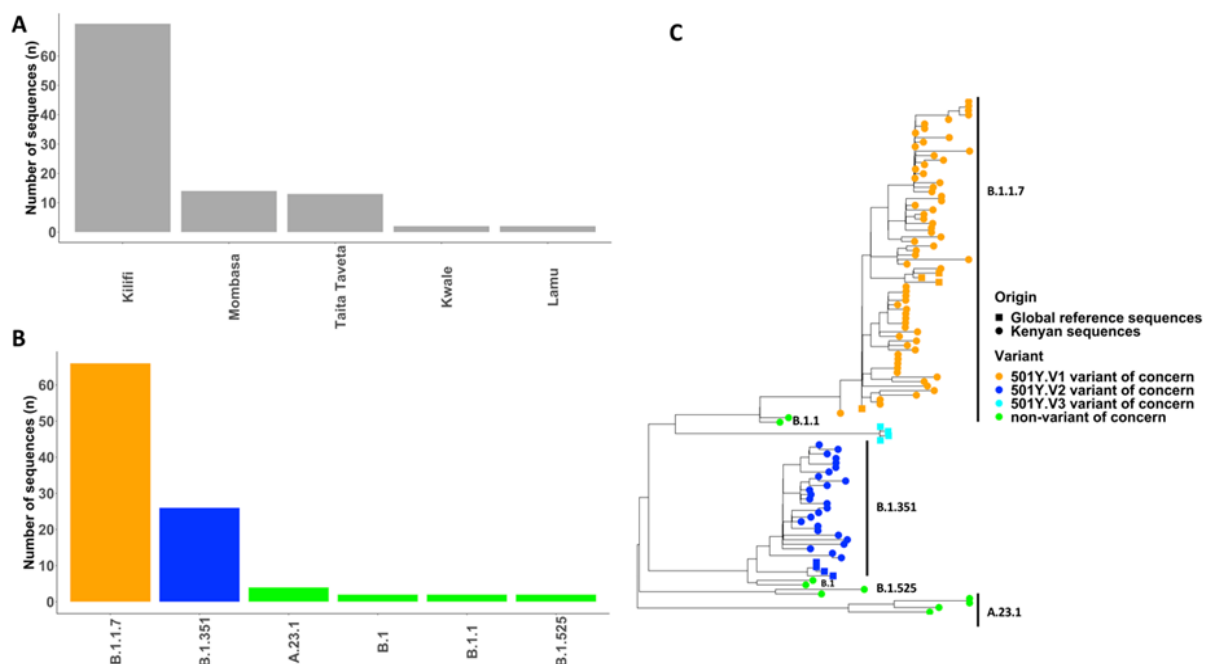 A
Number of sequences (n)
60
50
40
30
20
10
0
Kilifi
Mombasa
Taita Taveta
Kwale
Lamu
B
Number of sequences (n)
60
50
40
30
20
10
0
B.1.1.7
B.1.351
A.23.1
B.1
B.1.1
B.1.525
C
B.1.1.7
B.1.1
B.1.351
B.1
B.1.525
A.23.1
Origin
Global reference sequences
Kenyan sequences
Variant
501Y.V1 variant of concern
501Y.V2 variant of concern
501Y.V3 variant of concern
non-variant of concern